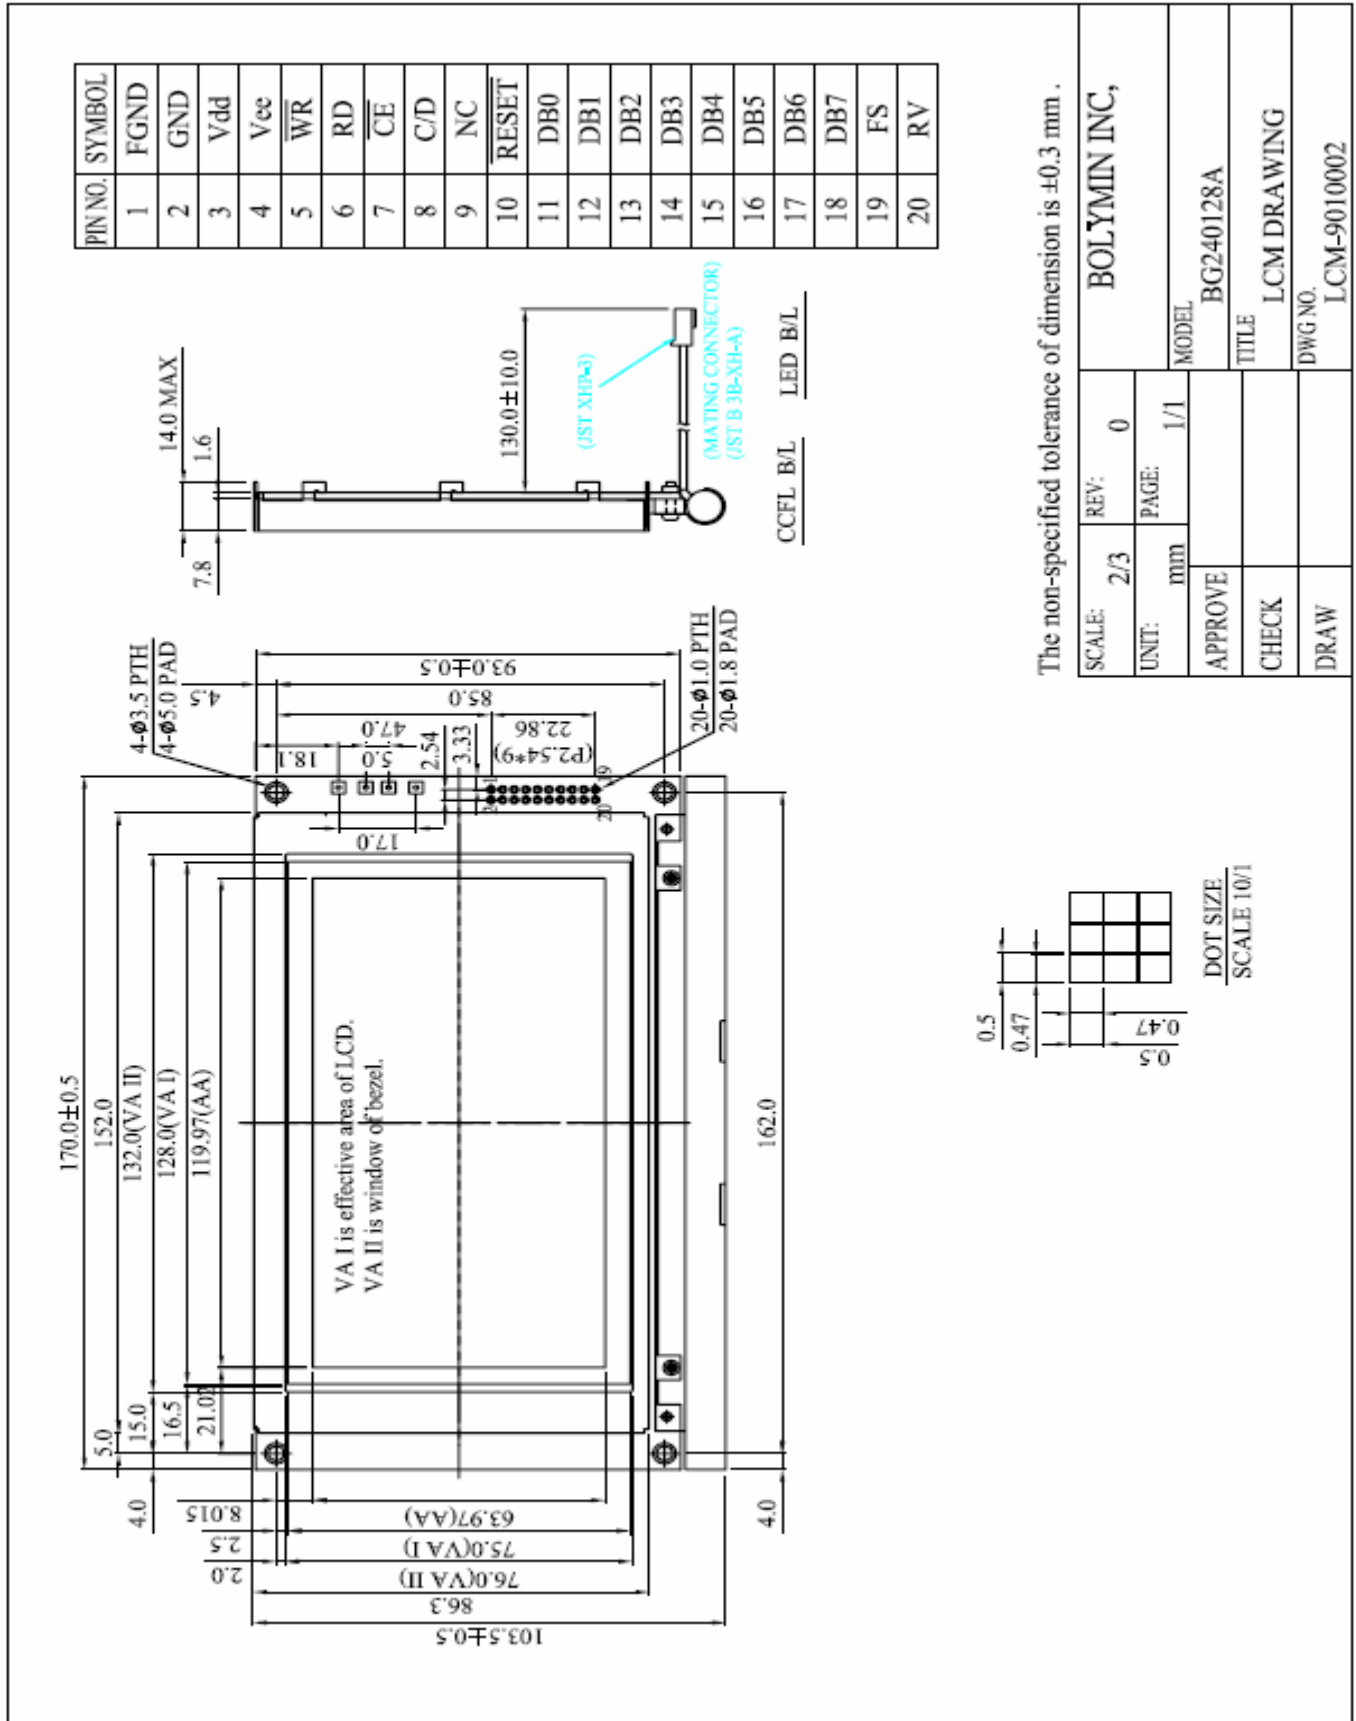 170.0±0.5
152.0
132.0(VA II)
128.0(VA I)
119.97(AA)
5.0
15.0
16.5
21.02
4.0
4-ø3.5 PTH
4-ø5.0 PAD
4.5
18.1
5.0
47.0
17.0
2.54
3.33
85.0
93.0±0.5
22.86
(P2.54*9)
1
2
19
20
20-ø1.0 PTH
20-ø1.8 PAD
VA I is effective area of LCD.
VA II is window of bezel.
8.015
2.5
2.0
63.97(AA)
75.0(VA I)
76.0(VA II)
86.3
103.5±0.5
162.0
4.0
7.8
14.0 MAX
1.6
130.0±10.0
(JST XHP-3)
(MATING CONNECTOR)
(JST B 3B-XH-A)
CCFL B/L
LED B/L
PIN NO. SYMBOL
1 FGND
2 GND
3 Vdd
4 Vee
5 W̅R̅
6 RD
7 C̅E̅
8 C/D
9 NC
10 R̅E̅S̅E̅T̅
11 DB0
12 DB1
13 DB2
14 DB3
15 DB4
16 DB5
17 DB6
18 DB7
19 FS
20 RV
0.5
0.47
0.47
0.5
DOT SIZE
SCALE 10/1
The non-specified tolerance of dimension is ±0.3 mm .
SCALE: 2/3
REV: 0
BOLYMIN INC,
UNIT: mm
PAGE: 1/1
MODEL
BG240128A
APPROVE
CHECK
TITLE
LCM DRAWING
DRAW
DWG NO.
LCM-9010002